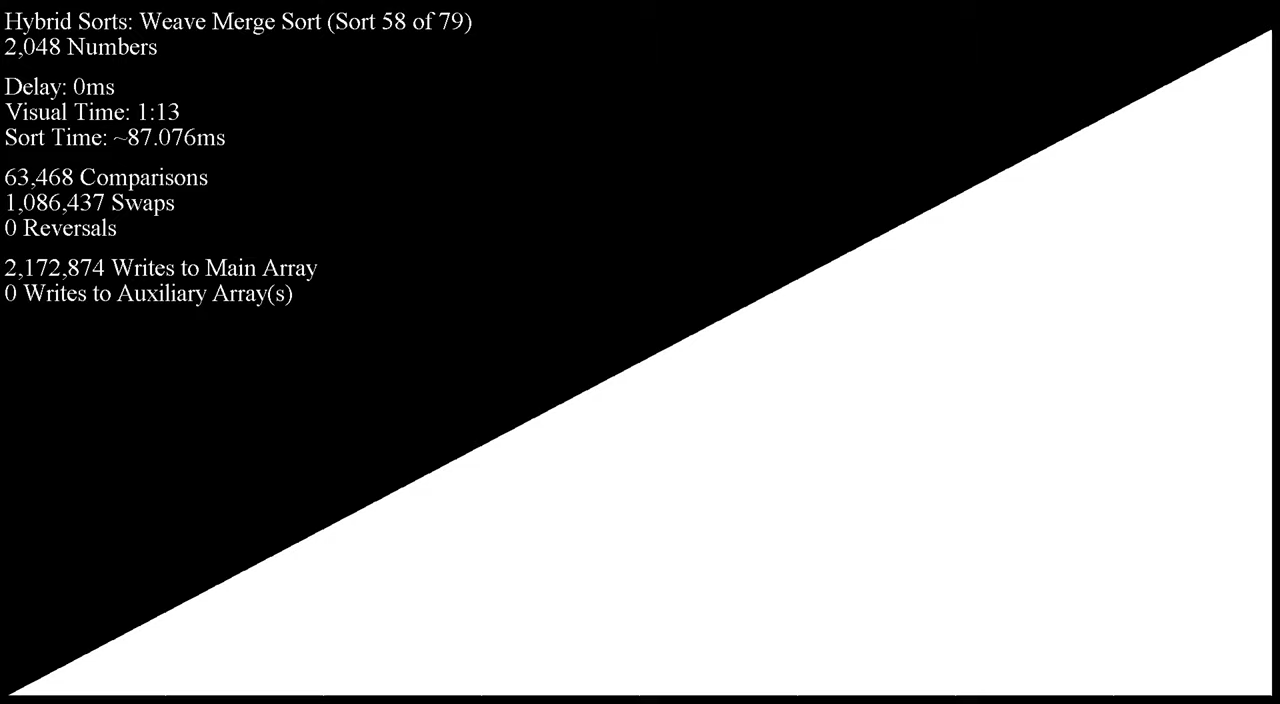 Hybrid Sorts: Weave Merge Sort (Sort 58 of 79)
2,048 Numbers
Delay: 0ms
Visual Time: 1:13
Sort Time: ~87.076ms
63,468 Comparisons
1,086,437 Swaps
0 Reversals
2,172,874 Writes to Main Array
0 Writes to Auxiliary Array(s)